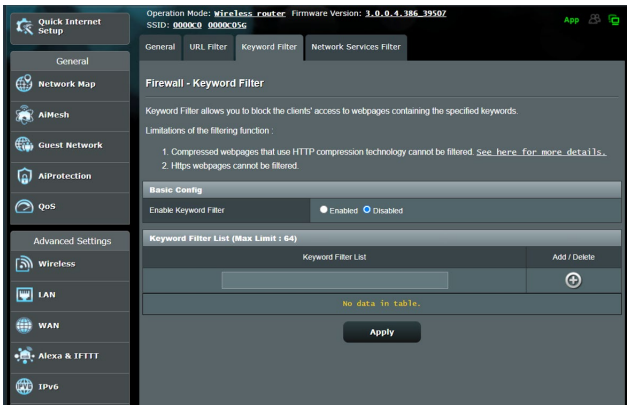 Quick Internet
Setup
General
Network Map
AiMesh
Guest Network
AiProtection
QoS
Advanced Settings
Wireless
LAN
WAN
Alexa & IFTTT
IPv6
Operation Mode: Wireless router Firmware Version: 3.0.0.4.386_39507
SSID: 0000C0 0000C05G
App
General URL Filter Keyword Filter Network Services Filter
Firewall - Keyword Filter
Keyword Filter allows you to block the clients' access to webpages containing the specified keywords.
Limitations of the filtering function :
1. Compressed webpages that use HTTP compression technology cannot be filtered. See here for more details.
2. Https webpages cannot be filtered.
Basic Config
Enable Keyword Filter Enabled Disabled
Keyword Filter List (Max Limit : 64)
Keyword Filter List Add / Delete
No data in table.
Apply